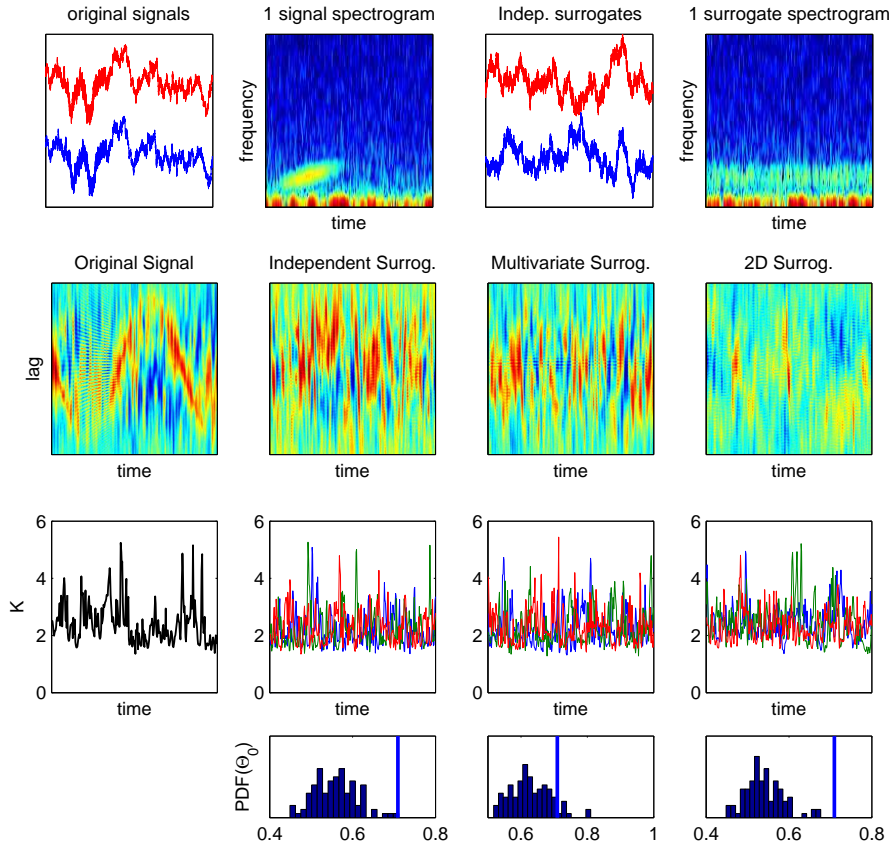 original signals
1 signal spectrogram
Indep. surrogates
1 surrogate spectrogram
frequency
frequency
time
time
Original Signal
Independent Surrog.
Multivariate Surrog.
2D Surrog.
lag
time
time
time
time
6
4
2
0
K
6
4
2
0
6
4
2
0
6
4
2
0
time
time
time
time
PDF(Θ0)
0.4 0.6 0.8
0.6 0.8 1
0.4 0.6 0.8